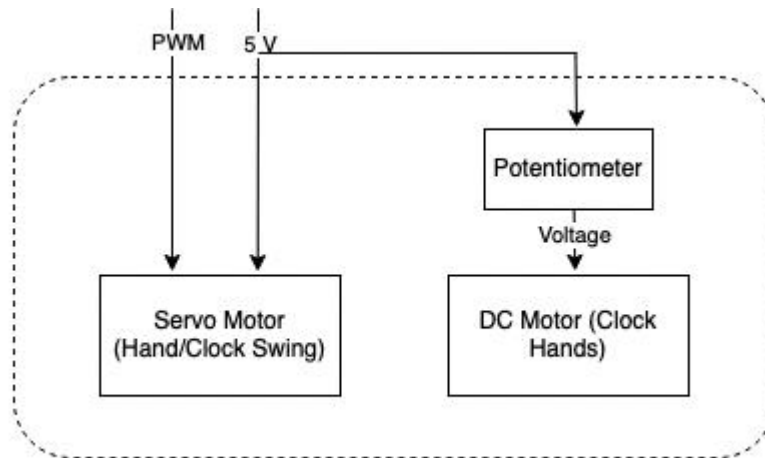 PWM
5 V
Potentiometer
Voltage
Servo Motor
(Hand/Clock Swing)
DC Motor (Clock
Hands)